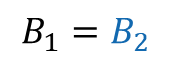 B₁ = B₂